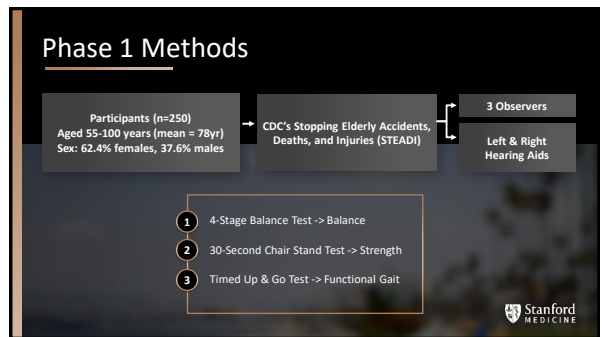 Phase 1 Methods
Participants (n=250)
Aged 55-100 years (mean = 78yr)
Sex: 62.4% females, 37.6% males
CDC's Stopping Elderly Accidents,
Deaths, and Injuries (STEADI)
3 Observers
Left & Right
Hearing Aids
1 4-Stage Balance Test -> Balance
2 30-Second Chair Stand Test -> Strength
3 Timed Up & Go Test -> Functional Gait
Stanford
MEDICINE